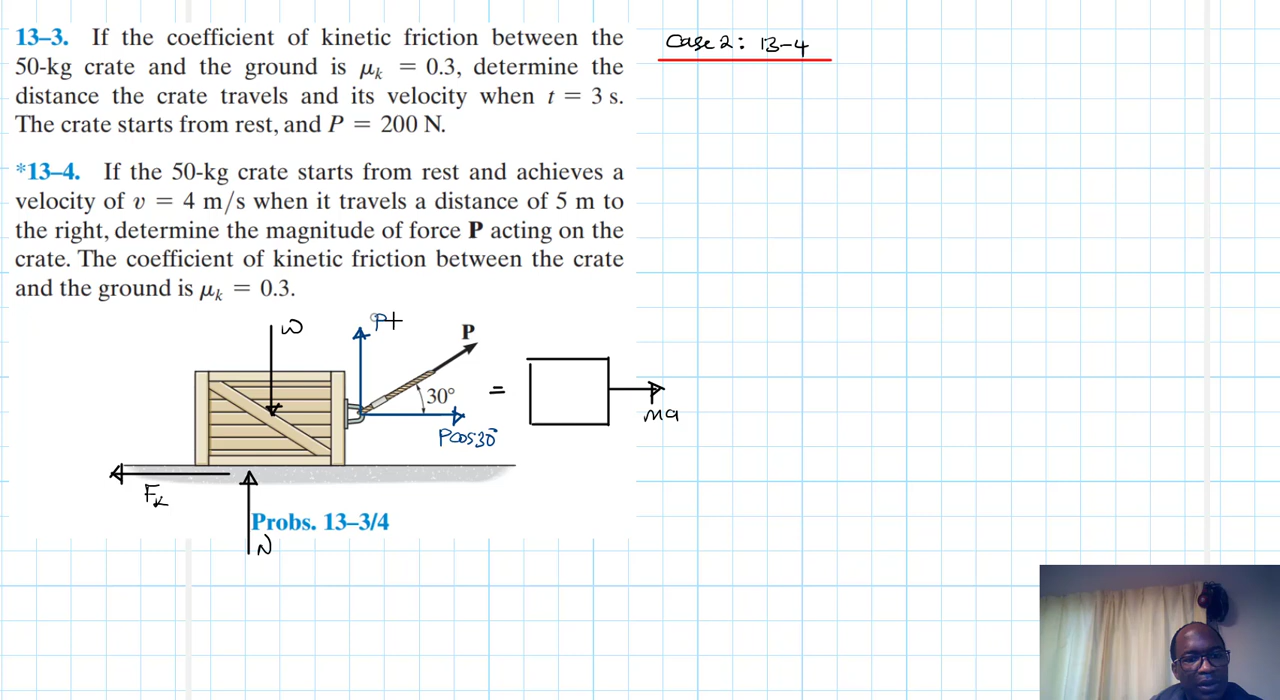 13–3. If the coefficient of kinetic friction between the
50-kg crate and the ground is μk = 0.3, determine the
distance the crate travels and its velocity when t = 3 s.
The crate starts from rest, and P = 200 N.
*13–4. If the 50-kg crate starts from rest and achieves a
velocity of v = 4 m/s when it travels a distance of 5 m to
the right, determine the magnitude of force P acting on the
crate. The coefficient of kinetic friction between the crate
and the ground is μk = 0.3.
W
P
P
30°
=
Pcos30°
ma
Fk
Probs. 13–3/4
N
Case 2: 13-4